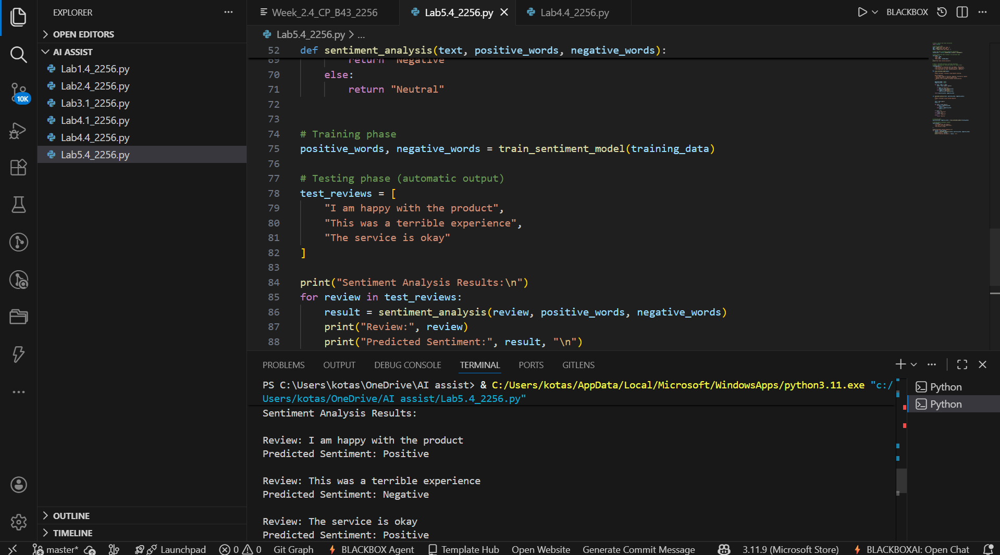 EXPLORER
OPEN EDITORS
AI ASSIST
Lab1.4_2256.py
Lab2.4_2256.py
Lab3.1_2256.py
Lab4.1_2256.py
Lab4.4_2256.py
Lab5.4_2256.py
10K
OUTLINE
TIMELINE
Week_2.4_CP_B43_2256
Lab5.4_2256.py
Lab4.4_2256.py
BLACKBOX
Lab5.4_2256.py > ...
52 def sentiment_analysis(text, positive_words, negative_words):
69 return "Negative"
70 else:
71 return "Neutral"
72
73
74 # Training phase
75 positive_words, negative_words = train_sentiment_model(training_data)
76
77 # Testing phase (automatic output)
78 test_reviews = [
79 "I am happy with the product",
80 "This was a terrible experience",
81 "The service is okay"
82 ]
83
84 print("Sentiment Analysis Results:\n")
85 for review in test_reviews:
86 result = sentiment_analysis(review, positive_words, negative_words)
87 print("Review:", review)
88 print("Predicted Sentiment:", result, "\n")
PROBLEMS OUTPUT DEBUG CONSOLE TERMINAL PORTS GITLENS
PS C:\Users\kotas\OneDrive\AI assist> & C:/Users/kotas/AppData/Local/Microsoft/WindowsApps/python3.11.exe "c:/
Users/kotas/OneDrive/AI assist/Lab5.4_2256.py"
Sentiment Analysis Results:
Review: I am happy with the product
Predicted Sentiment: Positive
Review: This was a terrible experience
Predicted Sentiment: Negative
Review: The service is okay
Predicted Sentiment: Positive
Python
Python
master* Launchpad 0 0 Git Graph BLACKBOX Agent Template Hub Open Website Generate Commit Message 3.11.9 (Microsoft Store) BLACKBOXAI: Open Chat